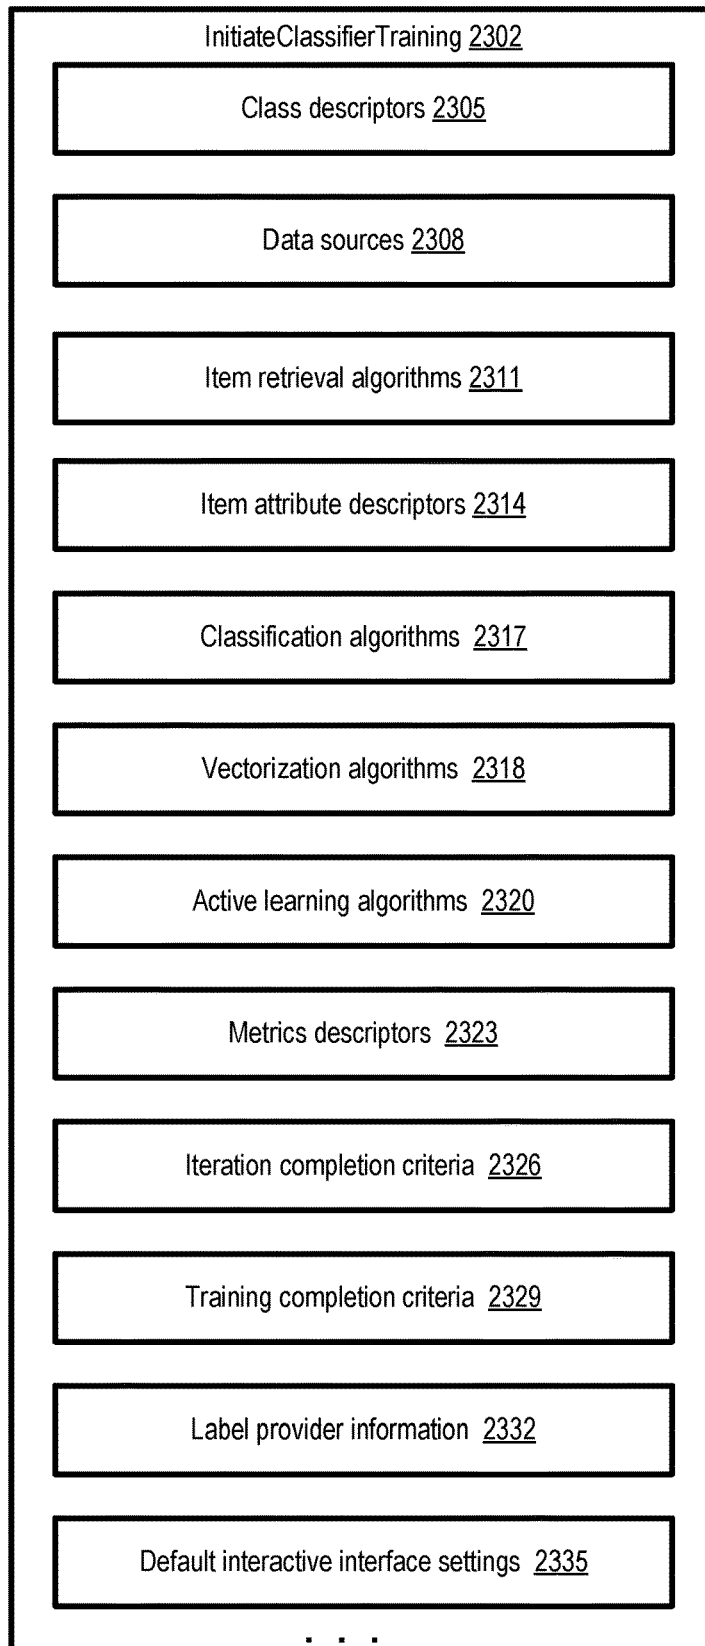 InitiateClassifierTraining 2302
Class descriptors 2305
Data sources 2308
Item retrieval algorithms 2311
Item attribute descriptors 2314
Classification algorithms 2317
Vectorization algorithms 2318
Active learning algorithms 2320
Metrics descriptors 2323
Iteration completion criteria 2326
Training completion criteria 2329
Label provider information 2332
Default interactive interface settings 2335
. . .